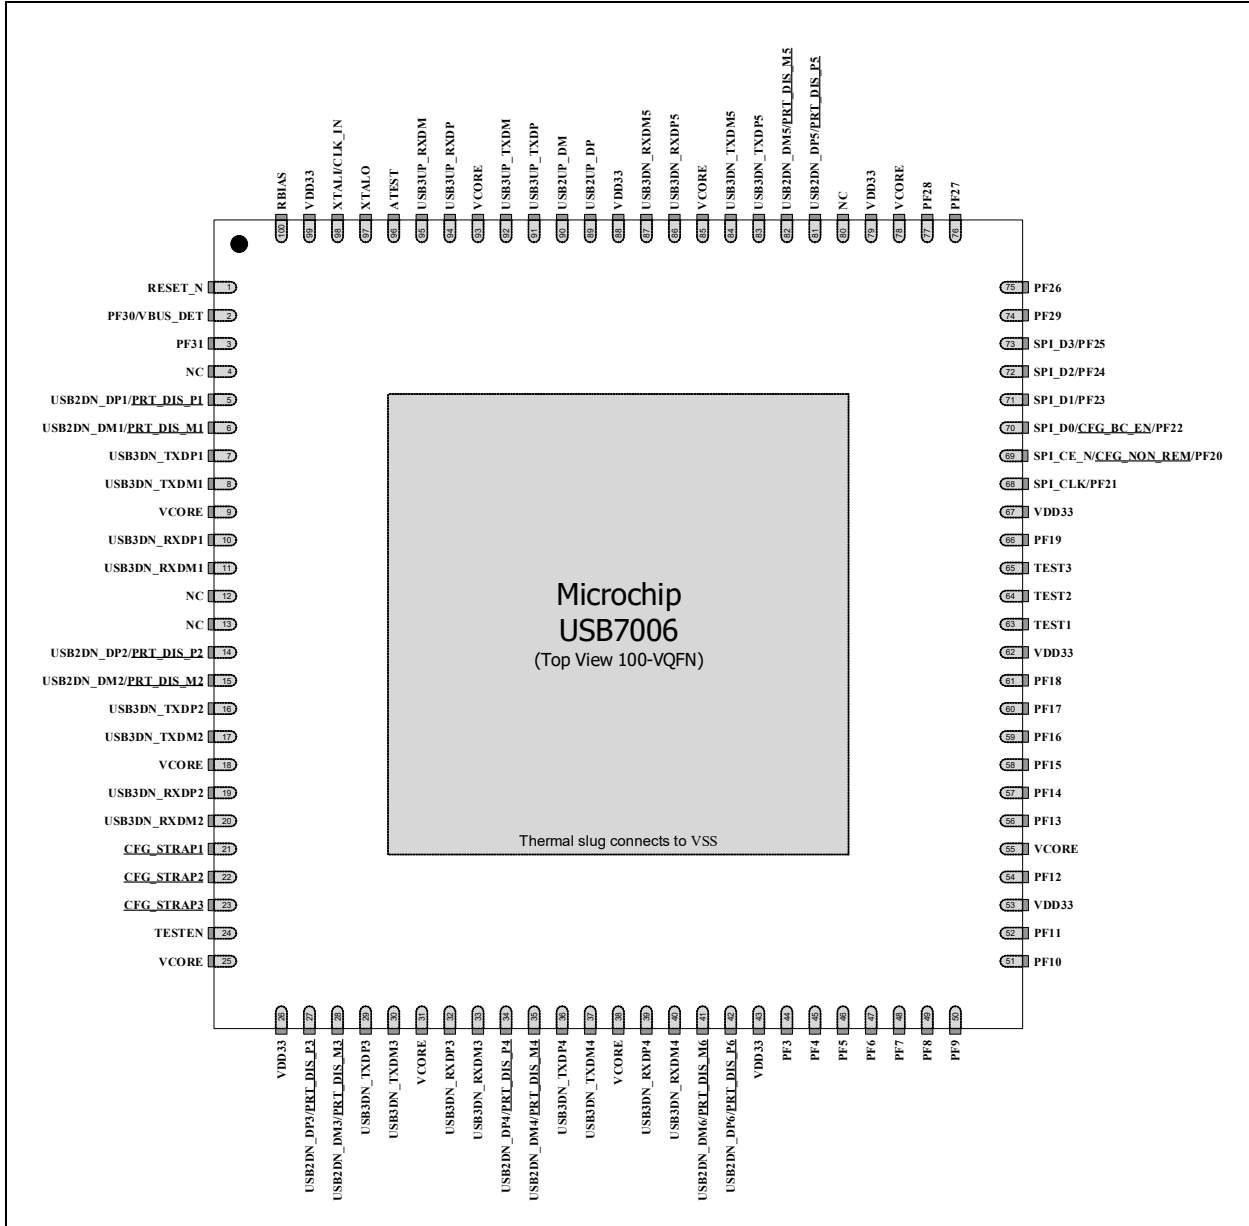 RBIAS
VDD33
XTALI/CLK_IN
XTALO
ATEST
USB3UP_RXDM
USB3UP_RXDP
VCORE
USB3UP_TXDM
USB3UP_TXDP
USB2UP_DM
USB2UP_DP
VDD33
USB3DN_RXDM5
USB3DN_RXDP5
VCORE
USB3DN_TXDM5
USB3DN_TXDP5
USB2DN_DM5/PRT_DIS_M5
USB2DN_DP5/PRT_DIS_P5
NC
VDD33
VCORE
PF28
PF27
100
99
98
97
96
95
94
93
92
91
90
89
88
87
86
85
84
83
82
81
80
79
78
77
76
RESET_N 1
PF30/VBUS_DET 2
PF31 3
NC 4
USB2DN_DP1/PRT_DIS_P1 5
USB2DN_DM1/PRT_DIS_M1 6
USB3DN_TXDP1 7
USB3DN_TXDM1 8
VCORE 9
USB3DN_RXDP1 10
USB3DN_RXDM1 11
NC 12
NC 13
USB2DN_DP2/PRT_DIS_P2 14
USB2DN_DM2/PRT_DIS_M2 15
USB3DN_TXDP2 16
USB3DN_TXDM2 17
VCORE 18
USB3DN_RXDP2 19
USB3DN_RXDM2 20
CFG_STRAP1 21
CFG_STRAP2 22
CFG_STRAP3 23
TESTEN 24
VCORE 25
Microchip
USB7006
(Top View 100-VQFN)
Thermal slug connects to VSS
75 PF26
74 PF29
73 SPI_D3/PF25
72 SPI_D2/PF24
71 SPI_D1/PF23
70 SPI_D0/CFG_BC_EN/PF22
69 SPI_CE_N/CFG_NON_REM/PF20
68 SPI_CLK/PF21
67 VDD33
66 PF19
65 TEST3
64 TEST2
63 TEST1
62 VDD33
61 PF18
60 PF17
59 PF16
58 PF15
57 PF14
56 PF13
55 VCORE
54 PF12
53 VDD33
52 PF11
51 PF10
26
27
28
29
30
31
32
33
34
35
36
37
38
39
40
41
42
43
44
45
46
47
48
49
50
VDD33
USB2DN_DP3/PRT_DIS_P3
USB2DN_DM3/PRT_DIS_M3
USB3DN_TXDP3
USB3DN_TXDM3
VCORE
USB3DN_RXDP3
USB3DN_RXDM3
USB2DN_DP4/PRT_DIS_P4
USB2DN_DM4/PRT_DIS_M4
USB3DN_TXDP4
USB3DN_TXDM4
VCORE
USB3DN_RXDP4
USB3DN_RXDM4
USB2DN_DM6/PRT_DIS_M6
USB2DN_DP6/PRT_DIS_P6
VDD33
PF3
PF4
PF5
PF6
PF7
PF8
PF9